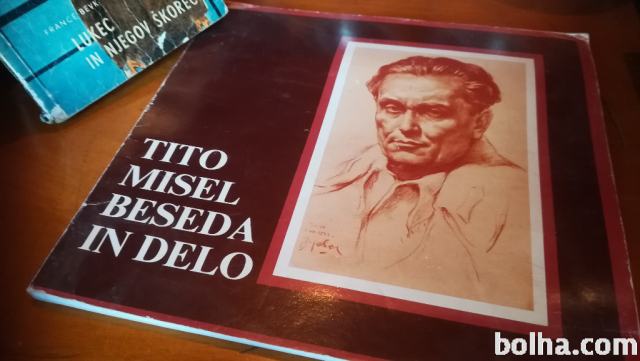 FRANCE BEVK
LUKEC
IN NJEGOV ŠKOREC
TITO
MISEL
BESEDA
IN DELO
bolha.com